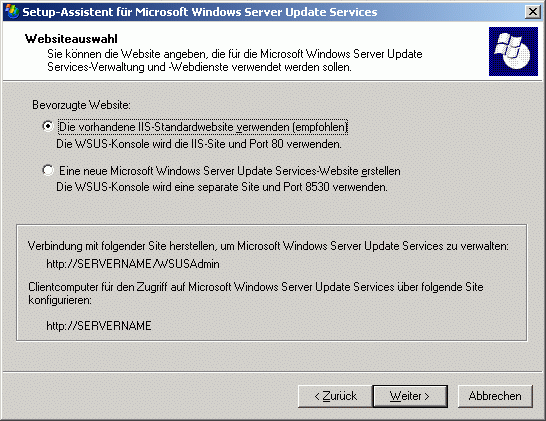 Setup-Assistent für Microsoft Windows Server Update Services
Websiteauswahl
Sie können die Website angeben, die für die Microsoft Windows Server Update
Services-Verwaltung und -Webdienste verwendet werden sollen.
Bevorzugte Website:
Die vorhandene IIS-Standardwebsite verwenden (empfohlen)
Die WSUS-Konsole wird die IIS-Site und Port 80 verwenden.
Eine neue Microsoft Windows Server Update Services-Website erstellen
Die WSUS-Konsole wird eine separate Site und Port 8530 verwenden.
Verbindung mit folgender Site herstellen, um Microsoft Windows Server Update Services zu verwalten:
http://SERVERNAME/WSUSAdmin
Clientcomputer für den Zugriff auf Microsoft Windows Server Update Services über folgende Site
konfigurieren:
http://SERVERNAME
< Zurück Weiter > Abbrechen